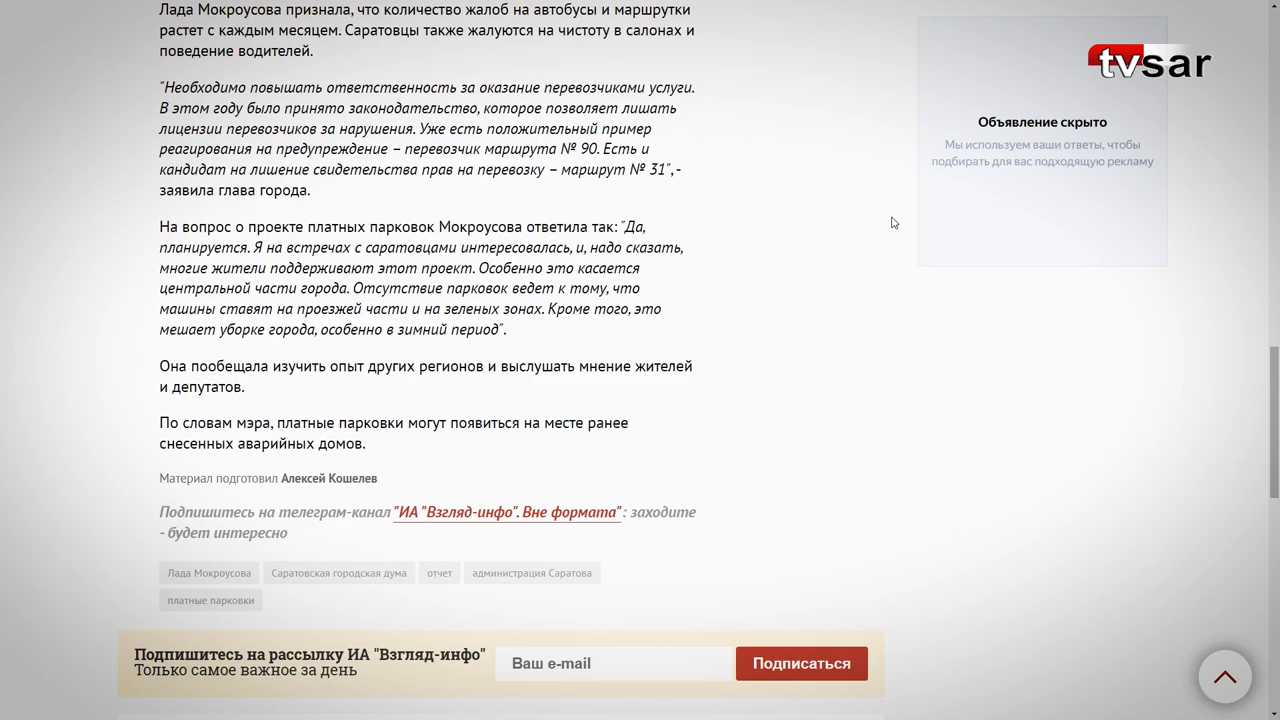 Лада Мокроусова признала, что количество жалоб на автобусы и маршрутки
растет с каждым месяцем. Саратовцы также жалуются на чистоту в салонах и
поведение водителей.
"Необходимо повышать ответственность за оказание перевозчиками услуги.
В этом году было принято законодательство, которое позволяет лишать
лицензии перевозчиков за нарушения. Уже есть положительный пример
реагирования на предупреждение – перевозчик маршрута № 90. Есть и
кандидат на лишение свидетельства прав на перевозку – маршрут № 31", -
заявила глава города.
На вопрос о проекте платных парковок Мокроусова ответила так: "Да,
планируется. Я на встречах с саратовцами интересовалась, и, надо сказать,
многие жители поддерживают этот проект. Особенно это касается
центральной части города. Отсутствие парковок ведет к тому, что
машины ставят на проезжей части и на зеленых зонах. Кроме того, это
мешает уборке города, особенно в зимний период".
Она пообещала изучить опыт других регионов и выслушать мнение жителей
и депутатов.
По словам мэра, платные парковки могут появиться на месте ранее
снесенных аварийных домов.
Материал подготовил Алексей Кошелев
Подпишитесь на телеграм-канал "ИА "Взгляд-инфо". Вне формата": заходите
- будет интересно
Лада Мокроусова Саратовская городская дума отчет администрация Саратова
платные парковки
Подпишитесь на рассылку ИА "Взгляд-инфо"
Только самое важное за день
Ваш e-mail
Подписаться
tvsar
Объявление скрыто
Мы используем ваши ответы, чтобы
подбирать для вас подходящую рекламу